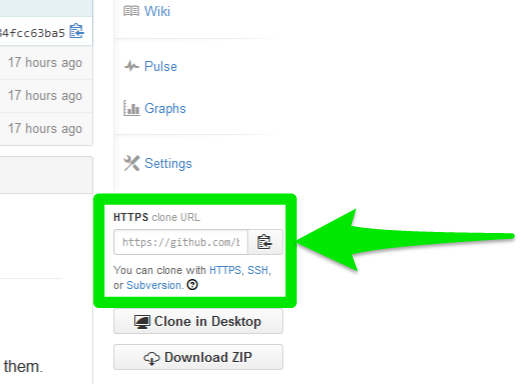 Wiki
34fcc63ba5
17 hours ago
Pulse
17 hours ago
Graphs
17 hours ago
Settings
HTTPS clone URL
https://github.com/b
You can clone with HTTPS, SSH,
or Subversion.
Clone in Desktop
Download ZIP
them.